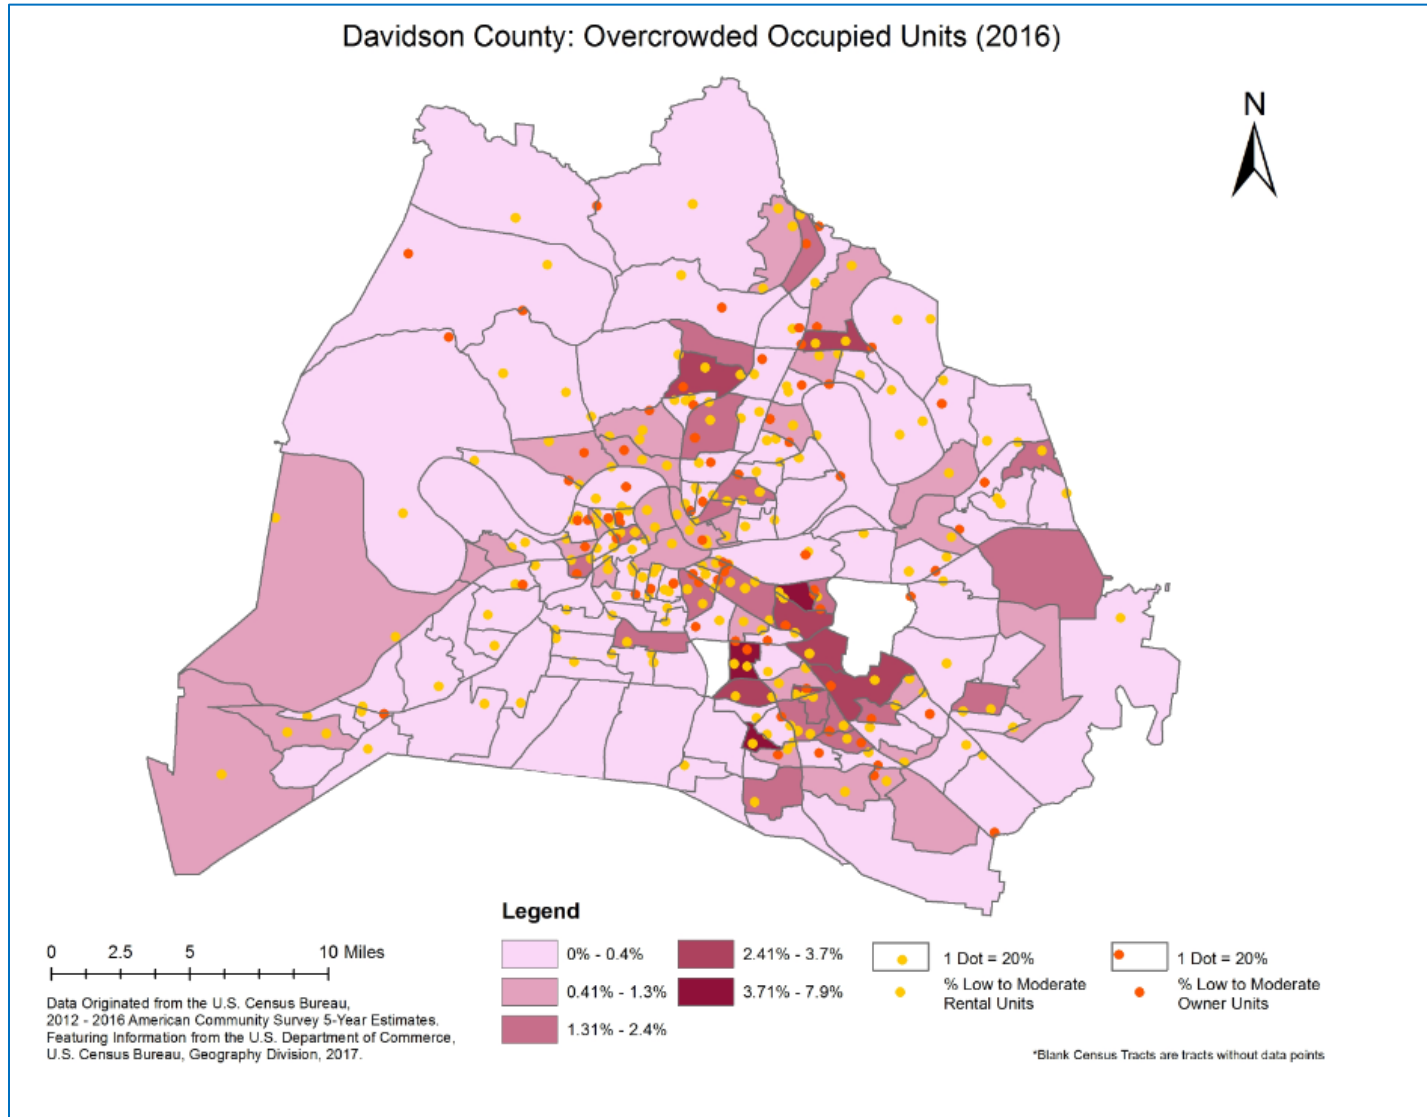 Davidson County: Overcrowded Occupied Units (2016)
N
Legend
0 2.5 5 10 Miles
0% - 0.4%
0.41% - 1.3%
1.31% - 2.4%
2.41% - 3.7%
3.71% - 7.9%
1 Dot = 20%
% Low to Moderate
Rental Units
1 Dot = 20%
% Low to Moderate
Owner Units
Data Originated from the U.S. Census Bureau,
2012 - 2016 American Community Survey 5-Year Estimates.
Featuring Information from the U.S. Department of Commerce,
U.S. Census Bureau, Geography Division, 2017.
*Blank Census Tracts are tracts without data points